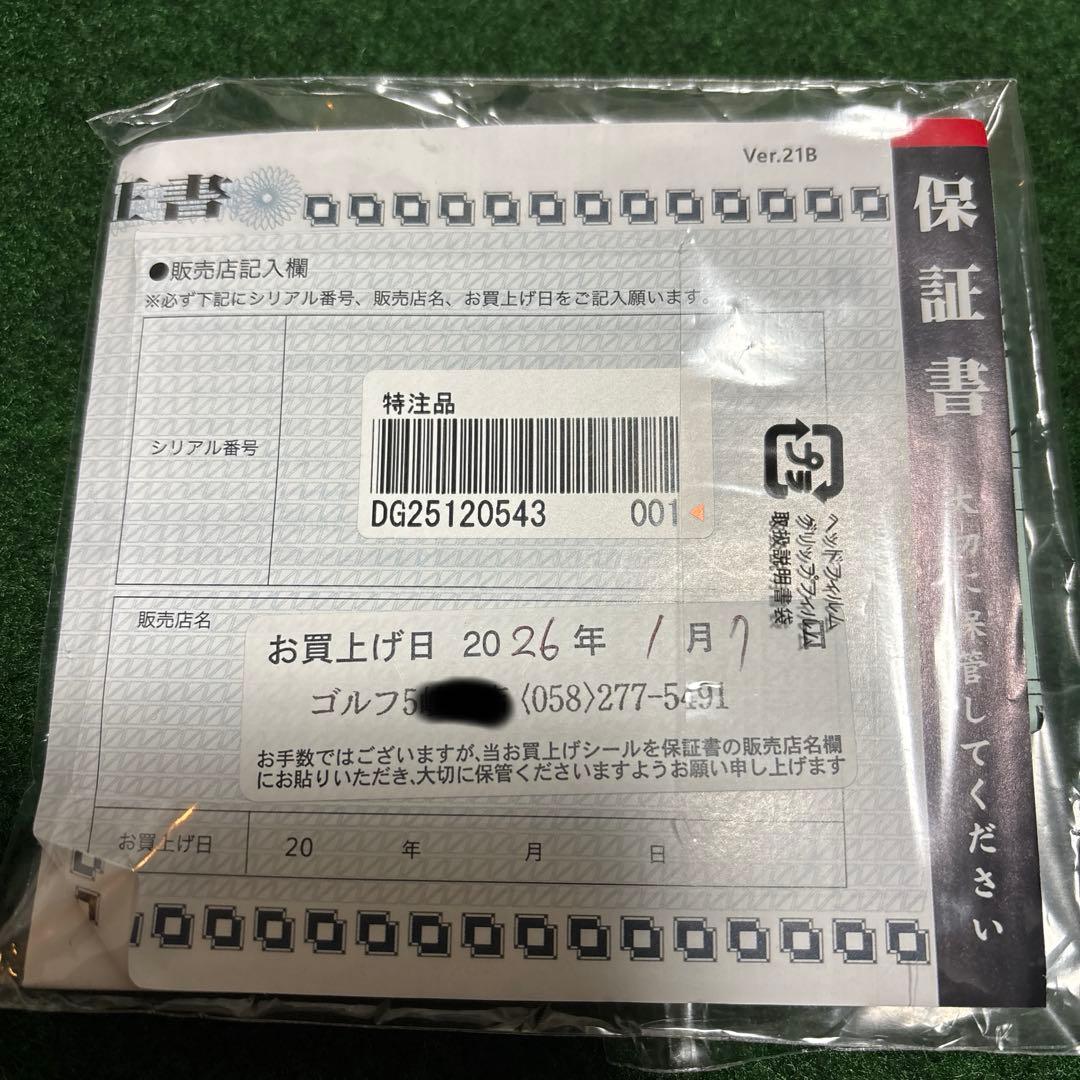 Ver.21B
証書
●販売店記入欄
※必ず下記にシリアル番号、販売店名、お買上げ日をご記入願います。
シリアル番号
特注品
DG25120543 001
販売店名
お買上げ日 2026年 1月7
ゴルフ5 〈058〉277-5491
お手数ではございますが、当お買上げシールを保証書の販売店名欄
にお貼りいただき、大切に保管くださいますようお願い申し上げます
お買上げ日 20 年 月 日
プラ
ヘッドフィルム
グリップフィルム
取扱説明書袋
保証書
大切に保管してください